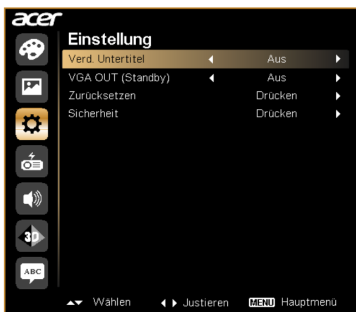 acer
Einstellung
Verd. Untertitel Aus
VGA OUT (Standby) Aus
Zurücksetzen Drücken
Sicherheit Drücken
3D
ABC
Wählen Justieren MENU Hauptmenü